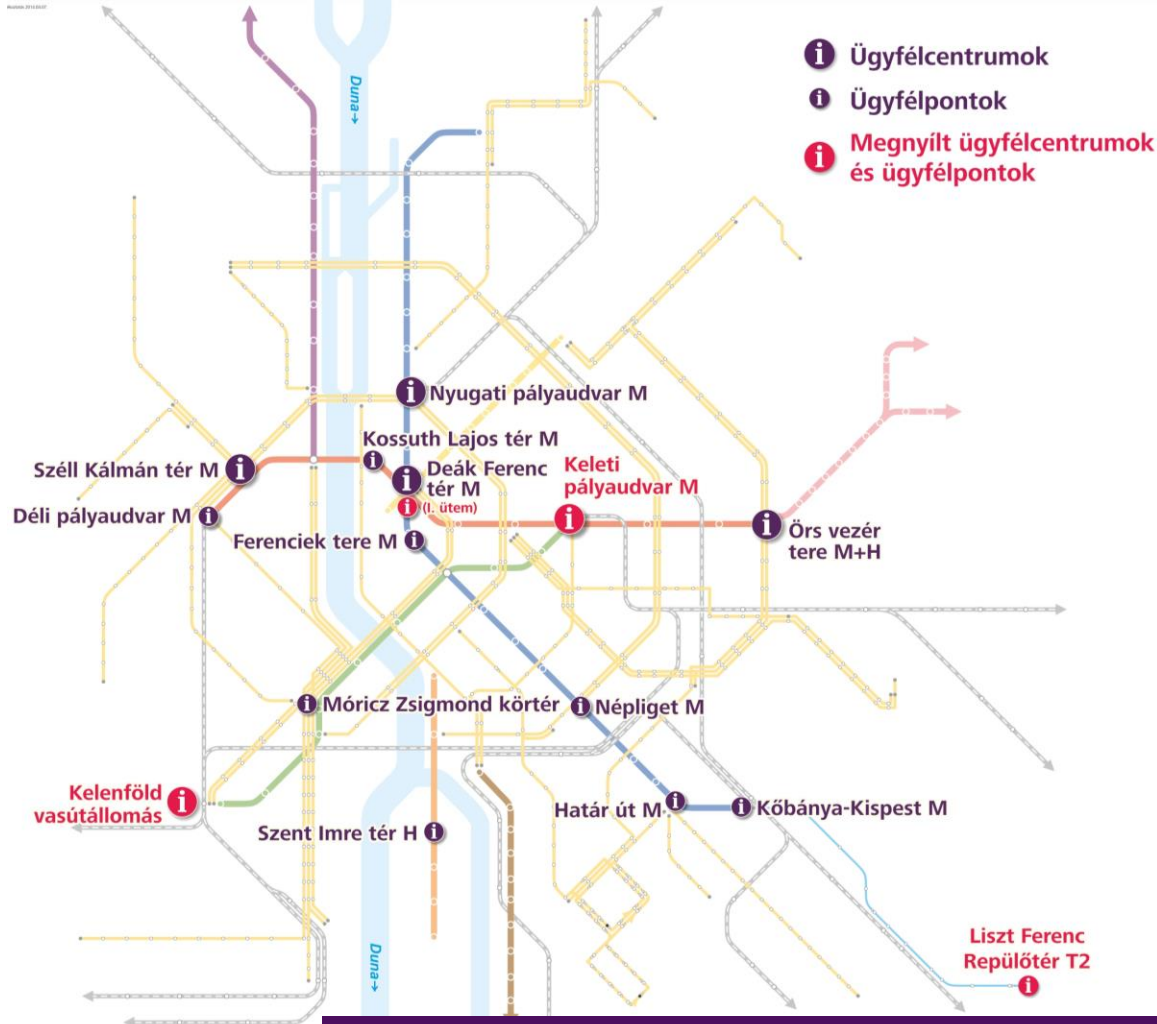 Duna→
i Ügyfélcentrumok
i Ügyfélpontok
i Megnyílt ügyfélcentrumok
és ügyfélpontok
i Nyugati pályaudvar M
Kossuth Lajos tér M
i
Széll Kálmán tér M i
i Deák Ferenc
tér M
i (I. ütem)
Keleti
pályaudvar M
i
Déli pályaudvar M i
Ferenciek tere M i
i Örs vezér
tere M+H
i Móricz Zsigmond körtér
i Népliget M
Kelenföld
vasútállomás i
Határ út M i
i Kőbánya-Kispest M
Szent Imre tér H i
Duna→
Liszt Ferenc
Repülőtér T2
i